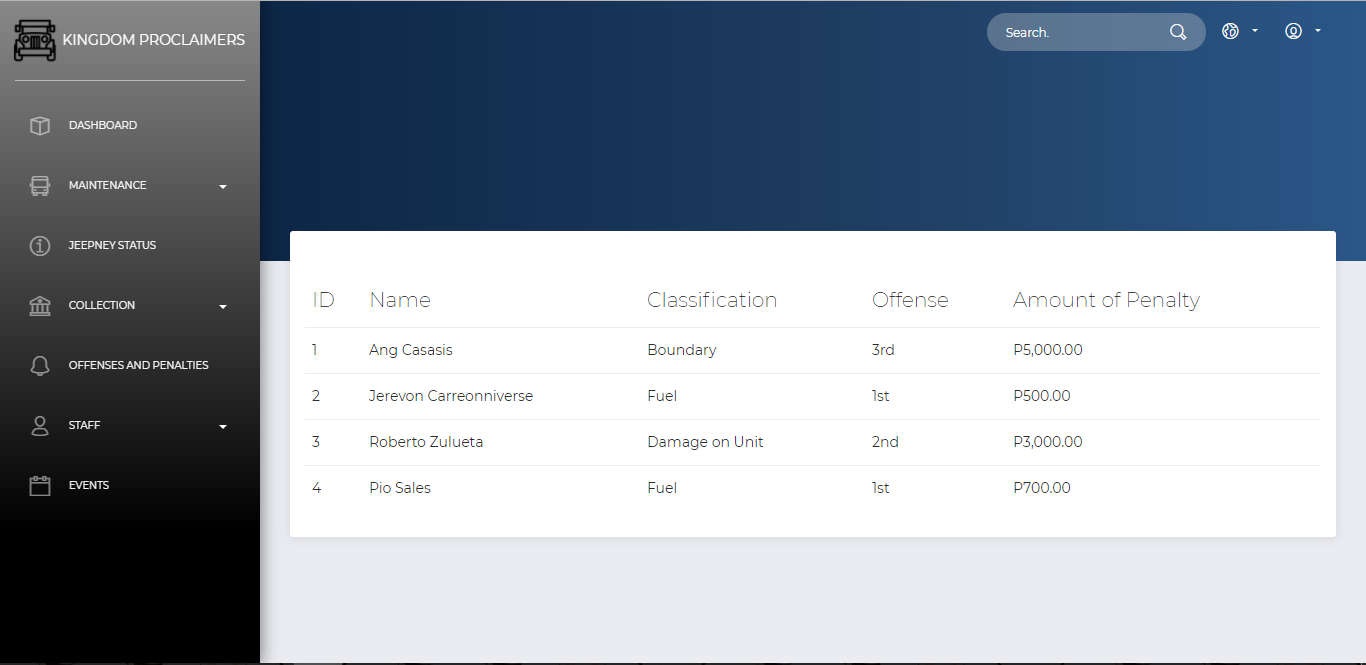 KINGDOM PROCLAIMERS
Search.
DASHBOARD
MAINTENANCE
JEEPNEY STATUS
COLLECTION
OFFENSES AND PENALTIES
STAFF
EVENTS
ID Name Classification Offense Amount of Penalty
1 Ang Casasis Boundary 3rd P5,000.00
2 Jerevon Carreonniverse Fuel 1st P500.00
3 Roberto Zulueta Damage on Unit 2nd P3,000.00
4 Pio Sales Fuel 1st P700.00